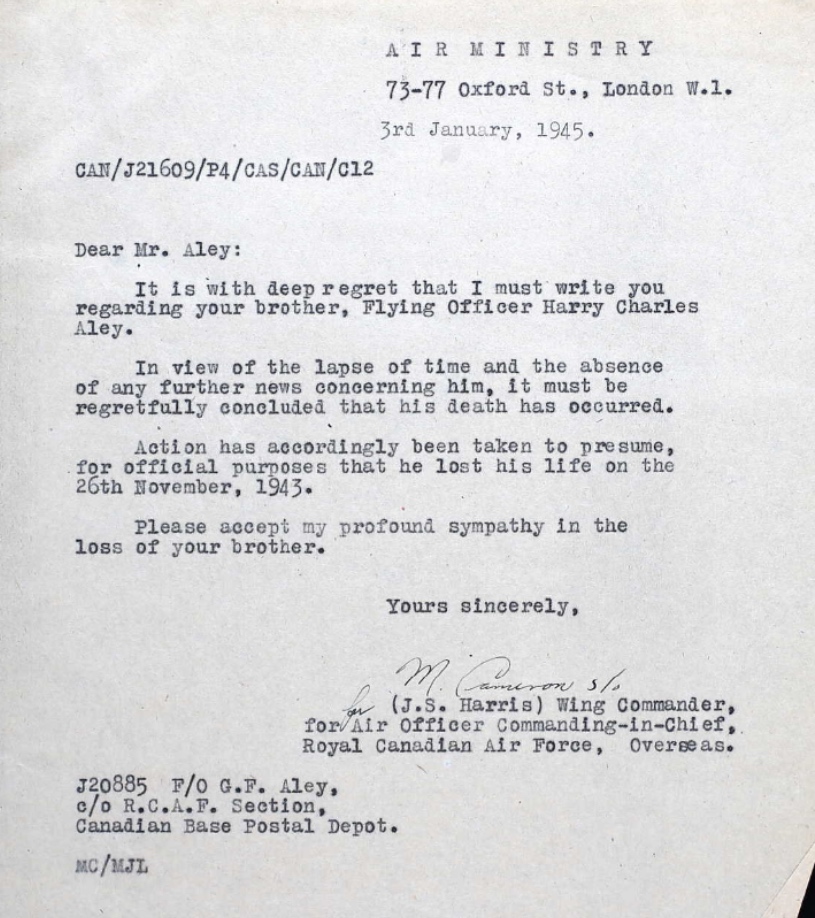 AIR MINISTRY
73-77 Oxford St., London W.1.
3rd January, 1945.
CAN/J21609/P4/CAS/CAN/C12
Dear Mr. Aley:
It is with deep regret that I must write you
regarding your brother, Flying Officer Harry Charles
Aley.
In view of the lapse of time and the absence
of any further news concerning him, it must be
regretfully concluded that his death has occurred.
Action has accordingly been taken to presume,
for official purposes that he lost his life on the
26th November, 1943.
Please accept my profound sympathy in the
loss of your brother.
Yours sincerely,
M. Cameron s/o
for (J.S. Harris) Wing Commander,
for Air Officer Commanding-in-Chief,
Royal Canadian Air Force, Overseas.
J20885 F/O G.F. Aley,
c/o R.C.A.F. Section,
Canadian Base Postal Depot.
MC/MJL